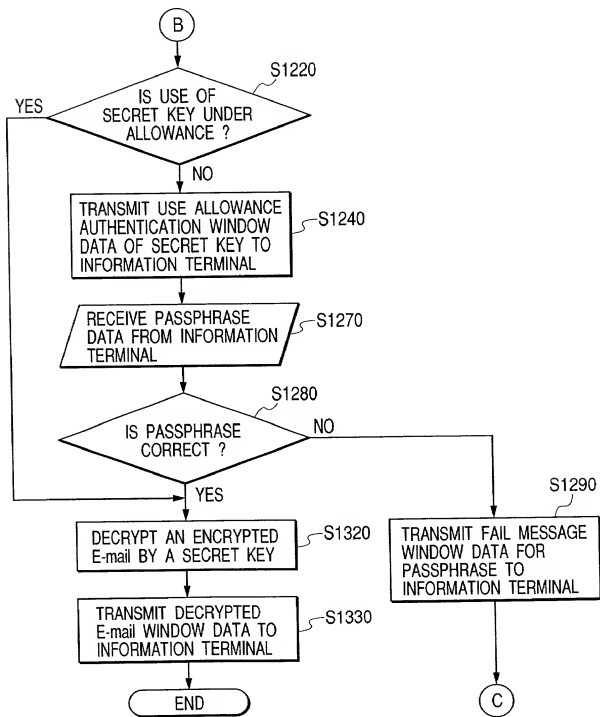 B
S1220
IS USE OF
SECRET KEY UNDER
ALLOWANCE ?
YES
NO
TRANSMIT USE ALLOWANCE
AUTHENTICATION WINDOW
DATA OF SECRET KEY TO
INFORMATION TERMINAL
S1240
RECEIVE PASSPHRASE
DATA FROM INFORMATION
TERMINAL
S1270
S1280
IS PASSPHRASE
CORRECT ?
NO
YES
S1290
TRANSMIT FAIL MESSAGE
WINDOW DATA FOR
PASSPHRASE TO
INFORMATION TERMINAL
DECRYPT AN ENCRYPTED
E-mail BY A SECRET KEY
S1320
TRANSMIT DECRYPTED
E-mail WINDOW DATA TO
INFORMATION TERMINAL
S1330
END
C